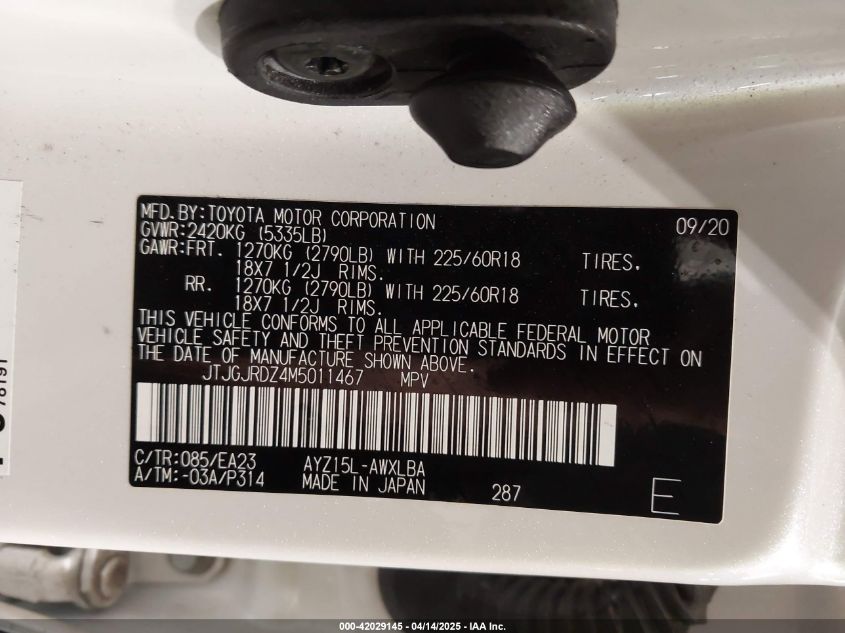 MFD.BY:TOYOTA MOTOR CORPORATION 09/20
GVWR:2420KG (5335LB)
GAWR:FRT. 1270KG (2790LB) WITH 225/60R18 TIRES.
18X7 1/2J RIMS.
RR. 1270KG (2790LB) WITH 225/60R18 TIRES.
18X7 1/2J RIMS.
THIS VEHICLE CONFORMS TO ALL APPLICABLE FEDERAL MOTOR
VEHICLE SAFETY AND THEFT PREVENTION STANDARDS IN EFFECT ON
THE DATE OF MANUFACTURE SHOWN ABOVE.
JTJGJRDZ4M5011467 MPV
C/TR:085/EA23 AYZ15L-AWXLBA
A/TM:-03A/P314 MADE IN JAPAN 287 E
000-42029145 - 04/14/2025 - IAA Inc.